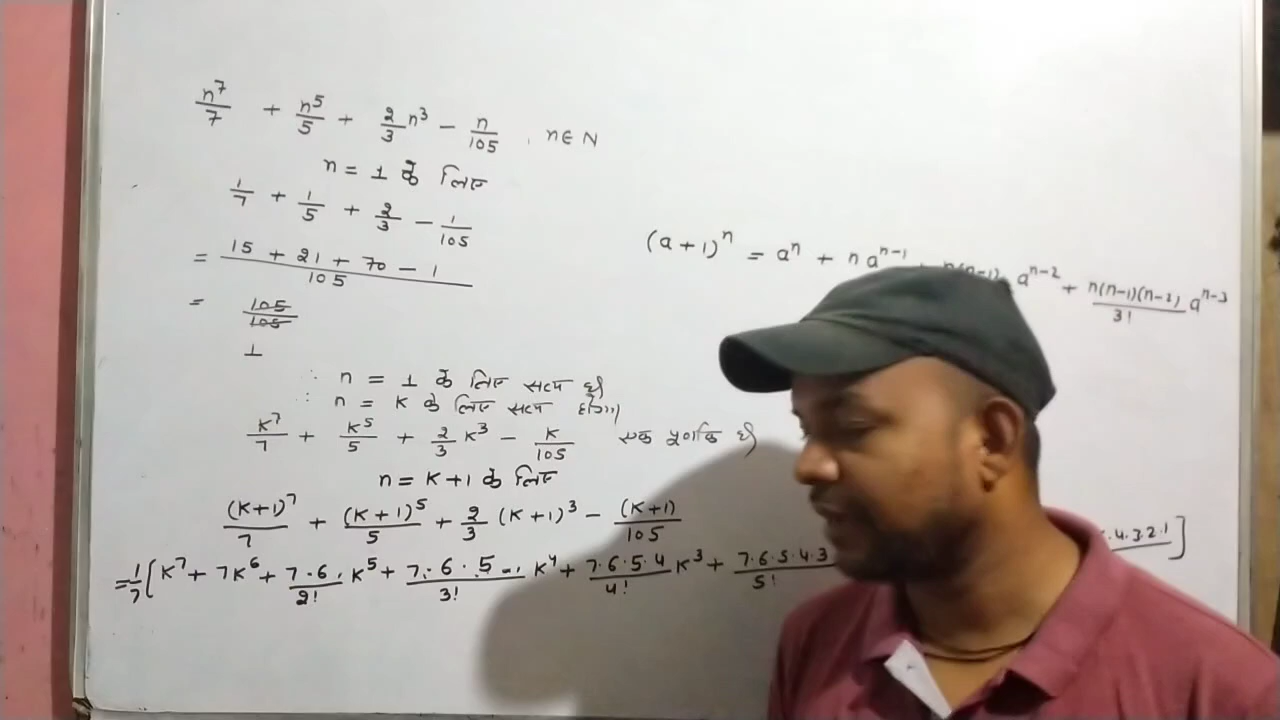 n⁷/7 + n⁵/5 + 2/3 n³ - n/105 , n∈N
n = 1 के लिए
1/7 + 1/5 + 2/3 - 1/105
= (15 + 21 + 70 - 1)/105
= 105/105
1
(a+1)ⁿ = aⁿ + n aⁿ⁻¹ aⁿ⁻² + n(n-1)(n-2)/3! aⁿ⁻³
∴ n = 1 के लिए सत्य है।
∴ n = K के लिए सत्य होगा।
K⁷/7 + K⁵/5 + 2/3 K³ - K/105 एक पूर्णांक है
n = K+1 के लिए
(K+1)⁷/7 + (K+1)⁵/5 + 2/3 (K+1)³ - (K+1)/105
= 1/7 [K⁷ + 7K⁶ + 7·6/2! K⁵ + 7·6·5/3! K⁴ + 7·6·5·4/4! K³ + 7·6·5·4·3/5! ·4.3.2.1]